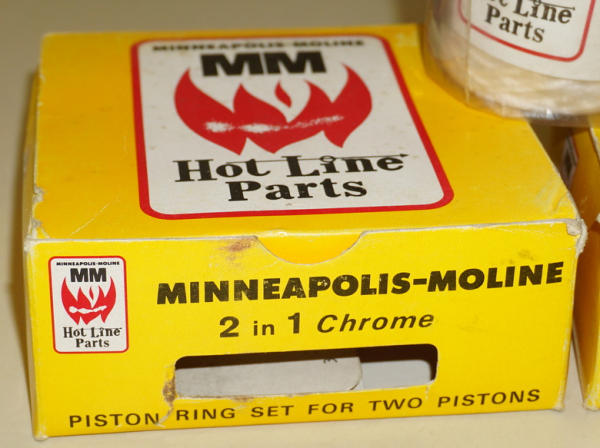 MINNEAPOLIS-MOLINE
MM
Hot Line
Parts
Line
Parts
MINNEAPOLIS-MOLINE
MM
Hot Line
Parts
MINNEAPOLIS-MOLINE
2 in 1 Chrome
PISTON RING SET FOR TWO PISTONS